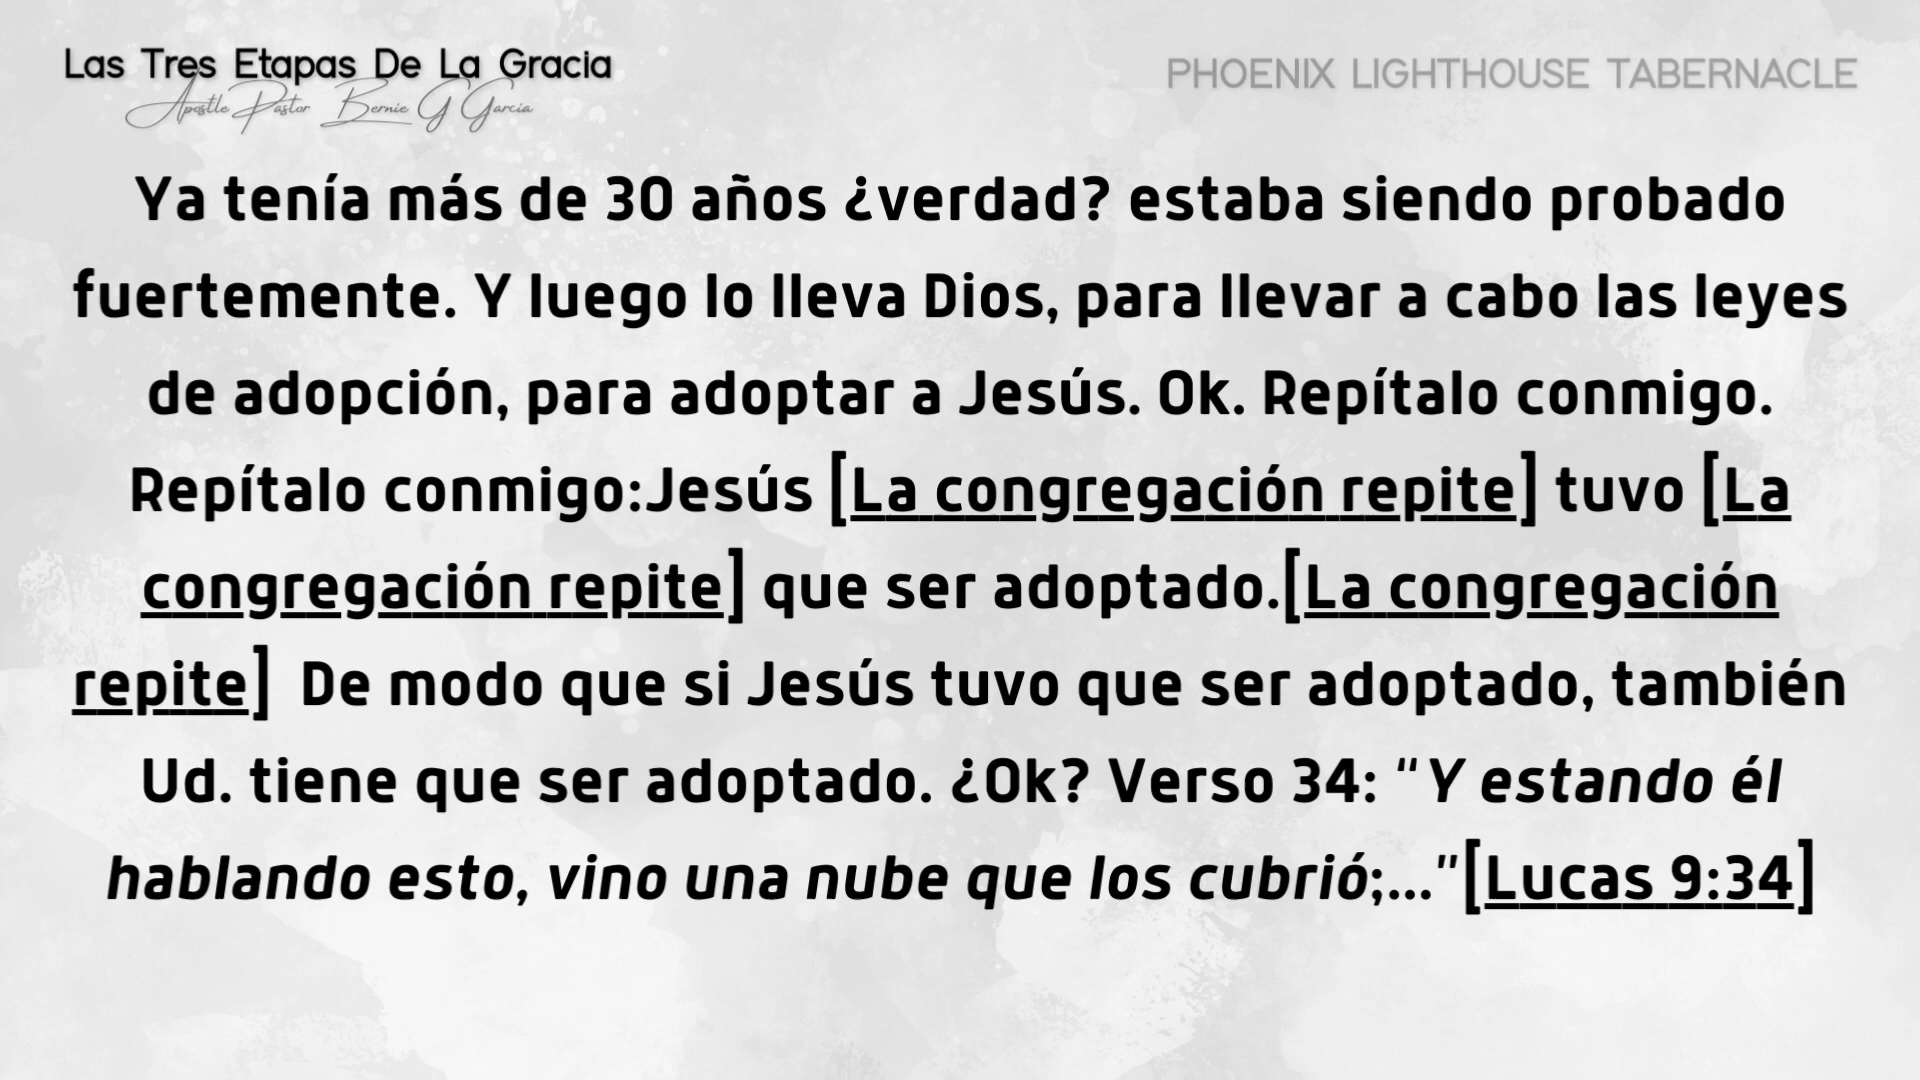 Las Tres Etapas De La Gracia
Apostle Pastor Bernie G Garcia
PHOENIX LIGHTHOUSE TABERNACLE
Ya tenía más de 30 años ¿verdad? estaba siendo probado
fuertemente. Y luego lo lleva Dios, para llevar a cabo las leyes
de adopción, para adoptar a Jesús. Ok. Repítalo conmigo.
Repítalo conmigo:Jesús [La congregación repite] tuvo [La
congregación repite] que ser adoptado.[La congregación
repite]  De modo que si Jesús tuvo que ser adoptado, también
Ud. tiene que ser adoptado. ¿Ok? Verso 34: “Y estando él
hablando esto, vino una nube que los cubrió;...”[Lucas 9:34]